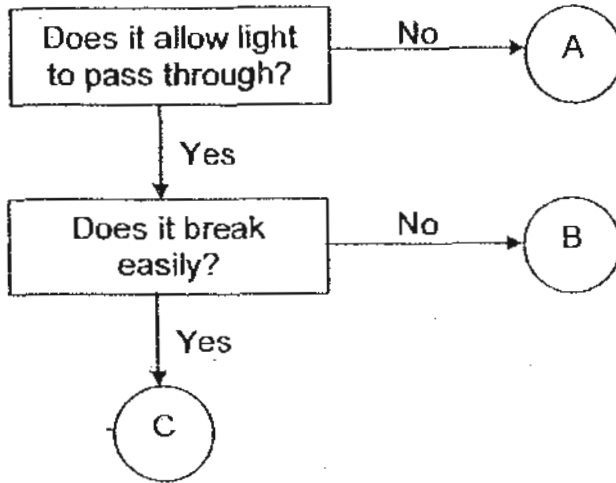 Does it allow light
to pass through?
No
A
Yes
Does it break
easily?
No
B
Yes
C